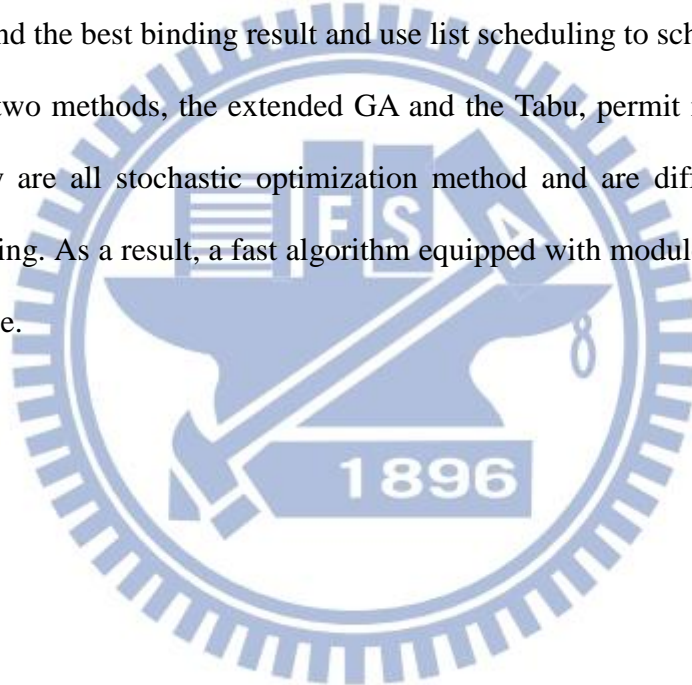 nd the best binding result and use list scheduling to sch
two methods, the extended GA and the Tabu, permit
are all stochastic optimization method and are dif
ing. As a result, a fast algorithm equipped with modul
e.
E S A
1896